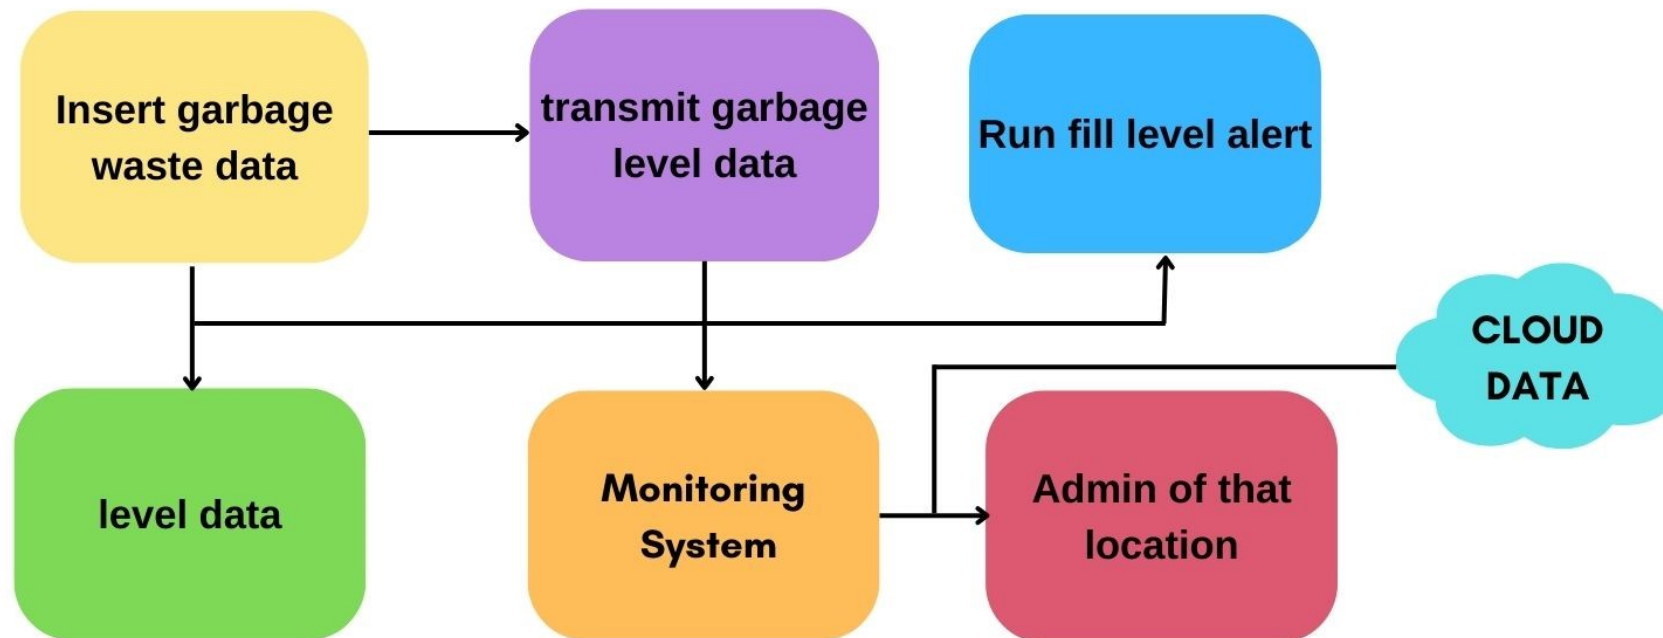 Insert garbage
waste data
transmit garbage
level data
Run fill level alert
CLOUD
DATA
level data
Monitoring
System
Admin of that
location